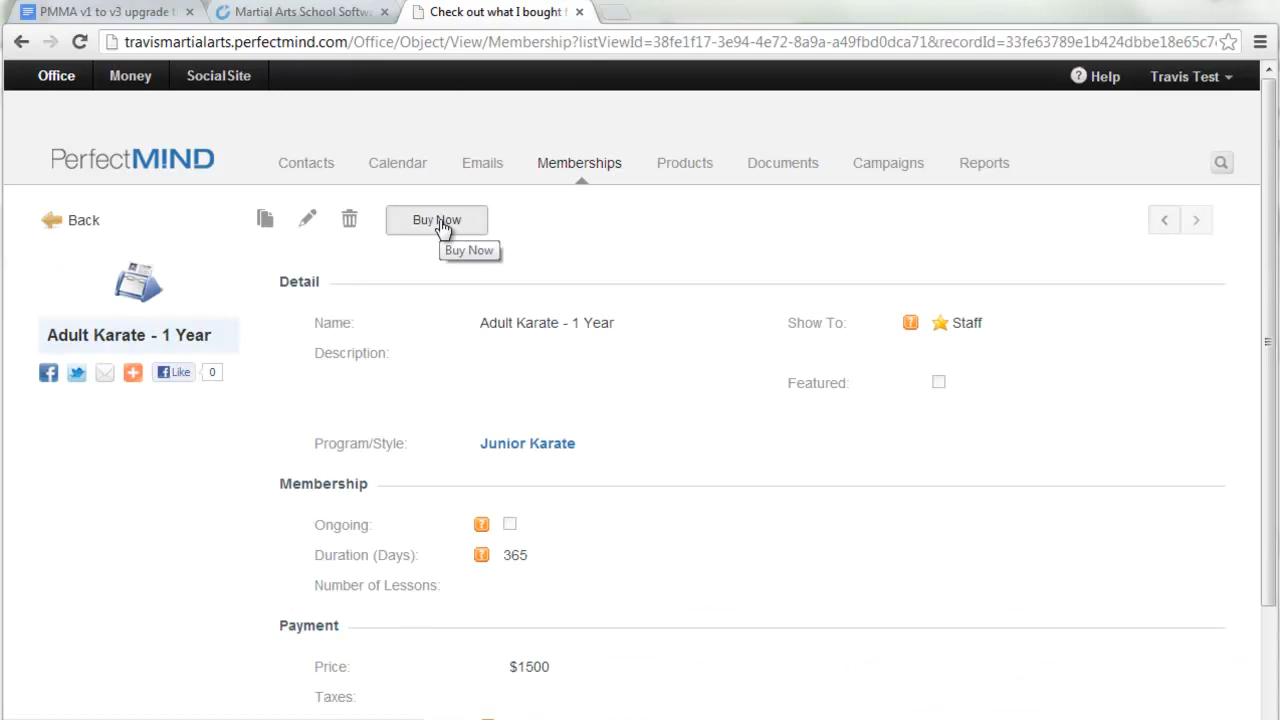 PMMA v1 to v3 upgrade t
Martial Arts School Softw
Check out what I bought f
travismartialarts.perfectmind.com/Office/Object/View/Membership?listViewId=38fe1f17-3e94-4e72-8a9a-a49fbd0dca71&recordId=33fe63789e1b424dbbe18e65c7
Office Money SocialSite ? Help Travis Test
PerfectMIND Contacts Calendar Emails Memberships Products Documents Campaigns Reports
Back Buy Now
Buy Now
Detail
Adult Karate - 1 Year
Name: Adult Karate - 1 Year Show To: ? Staff
Description:
Like 0
Featured:
Program/Style: Junior Karate
Membership
Ongoing: ?
Duration (Days): ? 365
Number of Lessons:
Payment
Price: $1500
Taxes: